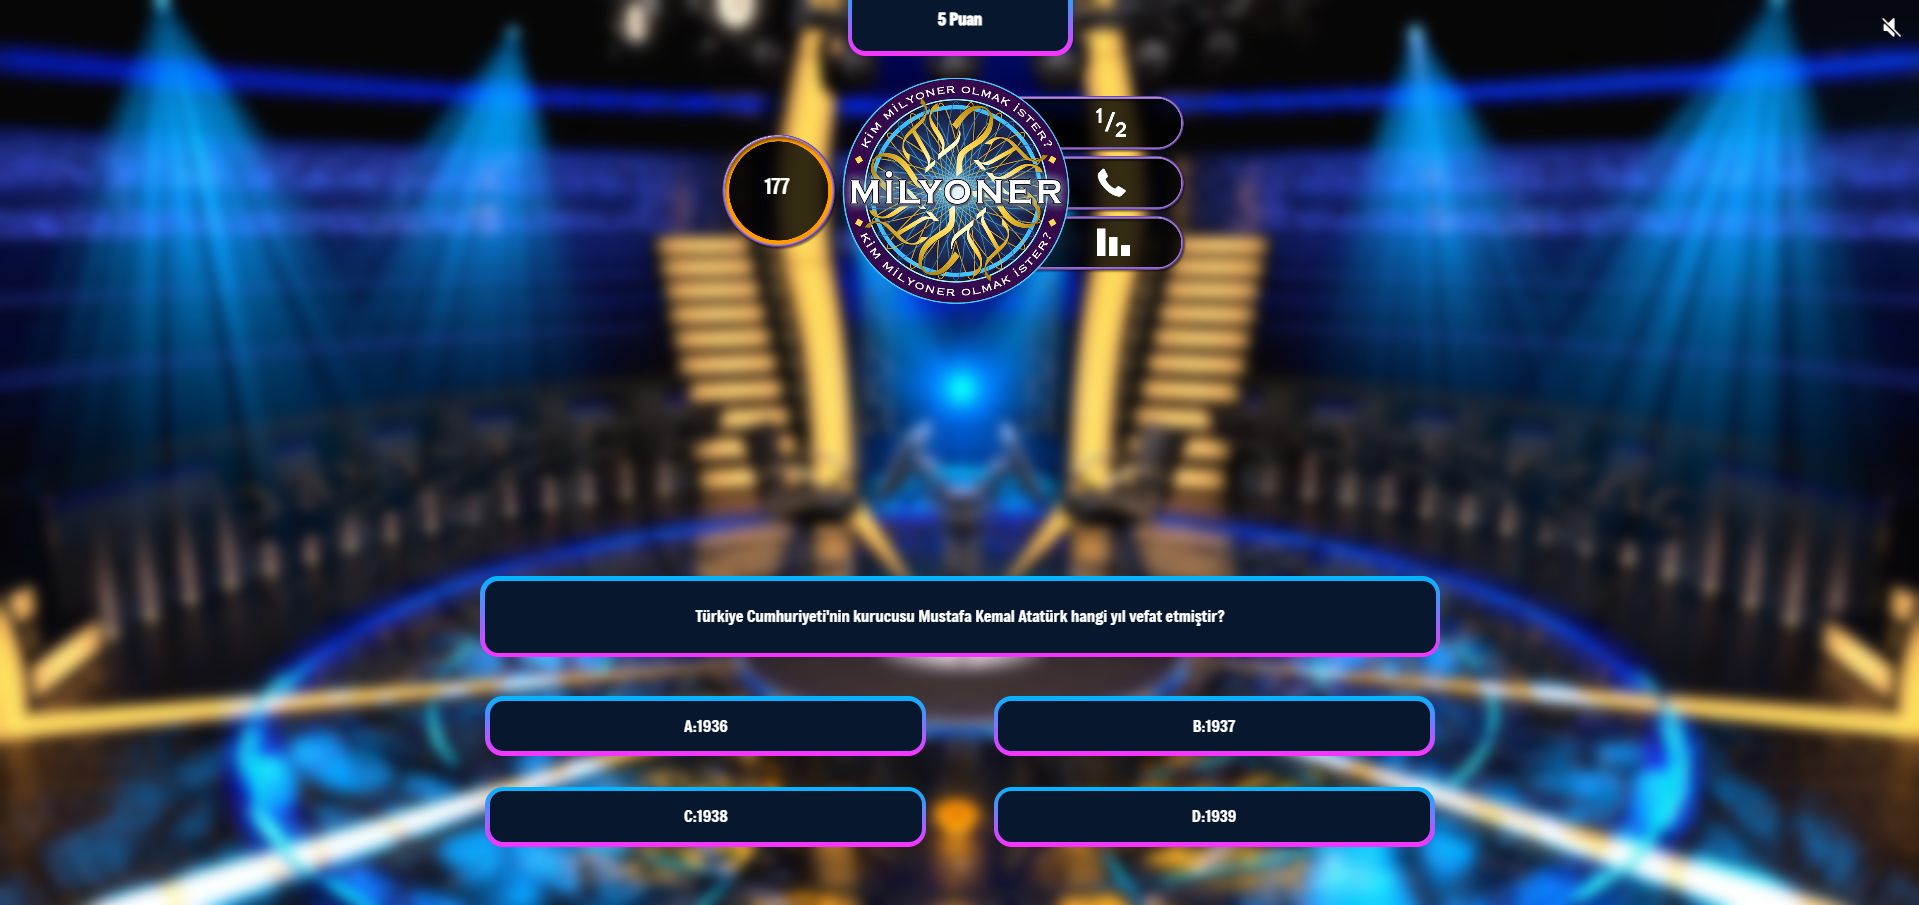 5 Puan
KİM MİLYONER OLMAK İSTER?
1/2
177
MİLYONER
KİM MİLYONER OLMAK İSTER?
Türkiye Cumhuriyeti'nin kurucusu Mustafa Kemal Atatürk hangi yıl vefat etmiştir?
A:1936
B:1937
C:1938
D:1939